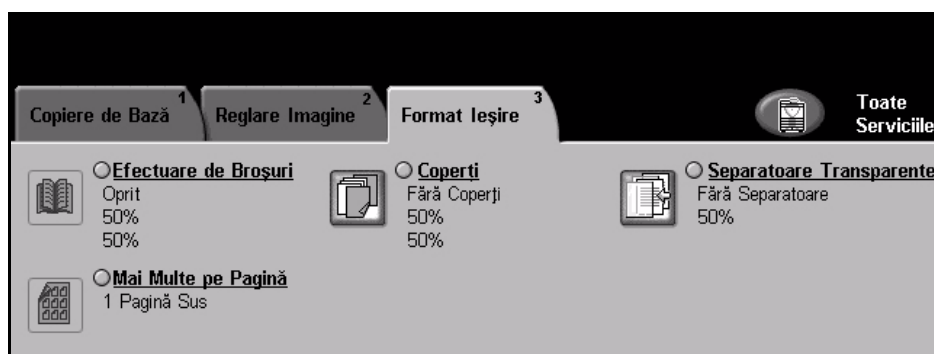 Copiere de Bază 1
Reglare Imagine 2
Format Ieşire 3
Toate
Serviciile
Efectuare de Broşuri
Oprit
50%
50%
Coperţi
Fără Coperţi
50%
50%
Separatoare Transparente
Fără Separatoare
50%
Mai Multe pe Pagină
1 Pagină Sus